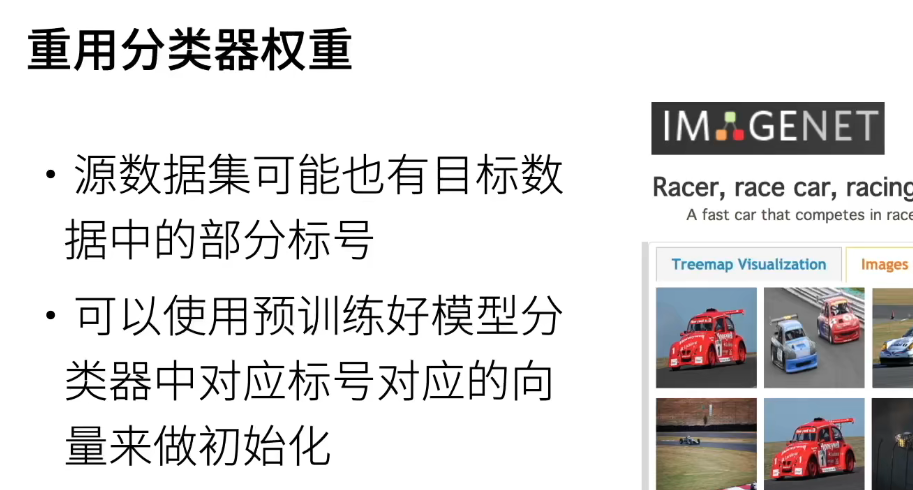 重用分类器权重
• 源数据集可能也有目标数
据中的部分标号
• 可以使用预训练好模型分
类器中对应标号对应的向
量来做初始化
IMAGENET
Racer, race car, racing
A fast car that competes in race
Treemap Visualization
Images